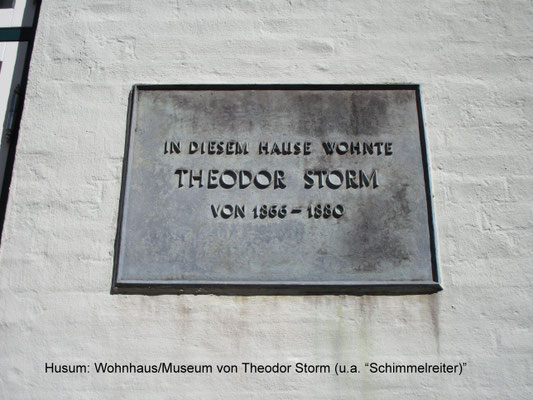 IN DIESEM HAUSE WOHNTE
THEODOR STORM
VON 1866 – 1880
Husum: Wohnhaus/Museum von Theodor Storm (u.a. “Schimmelreiter)”